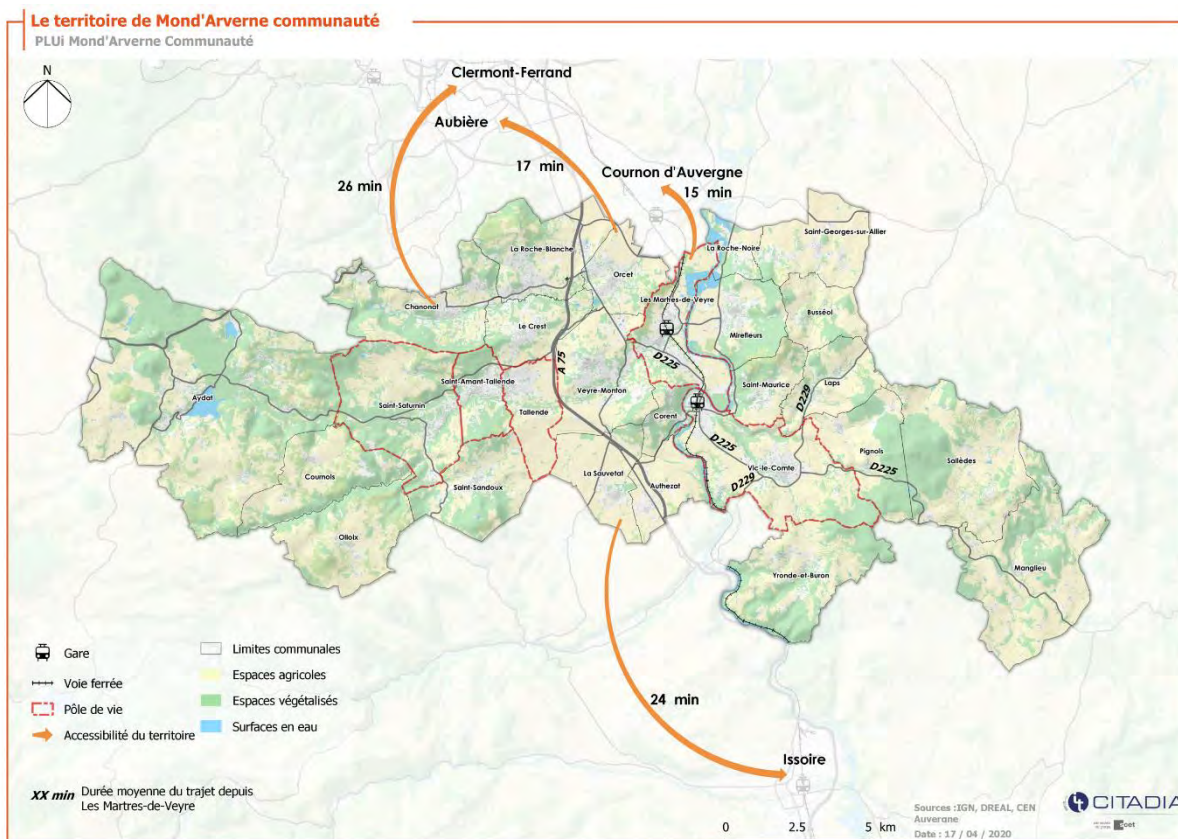 Le territoire de Mond'Arverne communauté
PLUi Mond'Arverne Communauté
N
Clermont-Ferrand
Aubière
17 min
Cournon d'Auvergne
15 min
26 min
Saint-Georges-sur-Allier
La Roche-Blanche
La Roche-Noire
Orcet
Chanonat
Les Martres-de-Veyre
Busséol
Le Crest
Mirefleurs
A 75
D225
Saint-Amant-Tallende
Veyre-Monton
Saint-Maurice
Laps
D229
Aydat
Saint-Saturnin
Tallende
Corent
D225
Pignols
Sallèdes
Vic-le-Comte
D225
Cournols
La Sauvetat
D229
Saint-Sandoux
Authezat
Olloix
Yronde-et-Buron
Manglieu
24 min
Issoire
Gare
Voie ferrée
Pôle de vie
Accessibilité du territoire
Limites communales
Espaces agricoles
Espaces végétalisés
Surfaces en eau
XX min Durée moyenne du trajet depuis
Les Martres-de-Veyre
0 2.5 5 km
Sources :IGN, DREAL, CEN
Auvergne
Date : 17 / 04 / 2020
CITADIA